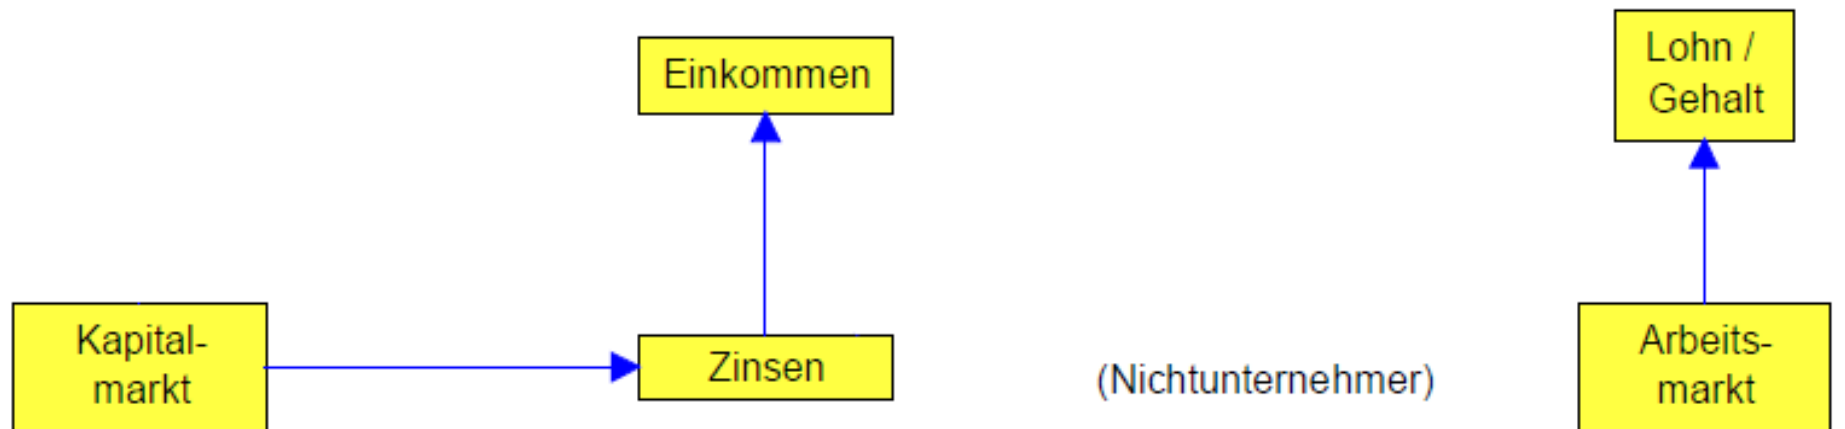 Einkommen
Lohn /
Gehalt
Kapital-
markt
Zinsen
(Nichtunternehmer)
Arbeits-
markt